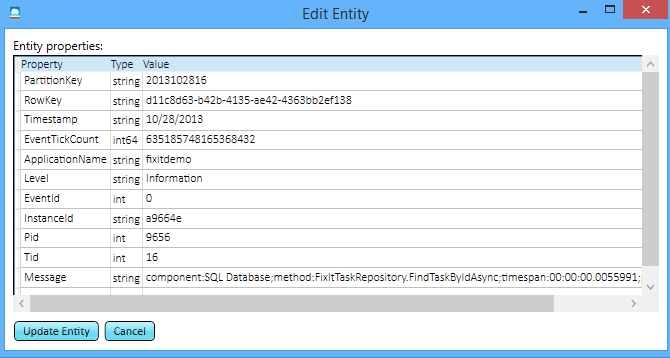 Edit Entity
Entity properties:
Property Type Value
PartitionKey string 2013102816
RowKey string d11c8d63-b42b-4135-ae42-4363bb2ef138
Timestamp string 10/28/2013
EventTickCount int64 635185748165368432
ApplicationName string fixitdemo
Level string Information
EventId int 0
InstanceId string a9664e
Pid int 9656
Tid int 16
Message string component:SQL Database;method:FixItTaskRepository.FindTaskByIdAsync;timespan:00:00:00.0055991;
Update Entity Cancel